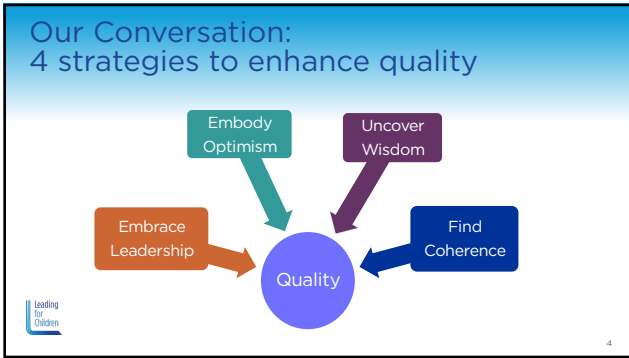 Our Conversation:
4 strategies to enhance quality
Embody
Optimism
Uncover
Wisdom
Embrace
Leadership
Find
Coherence
Quality
Leading
for
Children
4